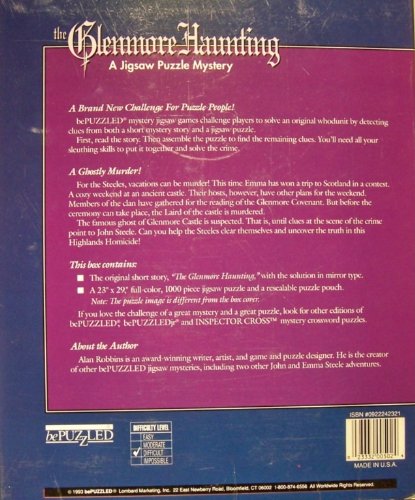 the Glenmore Haunting
A Jigsaw Puzzle Mystery
A Brand New Challenge For Puzzle People!
bePUZZLED® mystery jigsaw games challenge players to solve an original whodunit by detecting
clues from both a short mystery story and a jigsaw puzzle.
First, read the story. Then assemble the puzzle to find the remaining clues. You'll need all your
sleuthing skills to put it together and solve the crime.
A Ghostly Murder!
For the Steeles, vacations can be murder! This time Emma has won a trip to Scotland in a contest.
A cozy weekend at an ancient castle. Their hosts, however, have other plans for the weekend.
Members of the clan have gathered for the reading of the Glenmore Covenant. But before the
ceremony can take place, the Laird of the castle is murdered.
The famous ghost of Glenmore Castle is suspected. That is, until clues at the scene of the crime
point to John Steele. Can you help the Steeles clear themselves and uncover the truth in this
Highlands Homicide!
This box contains:
■ The original short story, "The Glenmore Haunting," with the solution in mirror type.
■ A 23" x 29," full-color, 1000 piece jigsaw puzzle and a resealable puzzle pouch.
Note: The puzzle image is different from the box cover.
If you love the challenge of a great mystery and a great puzzle, look for other editions of
bePUZZLED,® bePUZZLEDjr® and INSPECTOR CROSS™ mystery crossword puzzles.
About the Author
Alan Robbins is an award-winning writer, artist, and game and puzzle designer. He is the creator
of other bePUZZLED jigsaw mysteries, including two other John and Emma Steele adventures.
ISBN #0922242321
bePUZZLED
DIFFICULTY LEVEL
EASY
MODERATE
DIFFICULT
IMPOSSIBLE
MADE IN U.S.A.
© 1993 bePUZZLED® Lombard Marketing, Inc. 22 East Newberry Road, Bloomfield, CT 06002 1-800-874-6556 All Worldwide Rights Reserved.